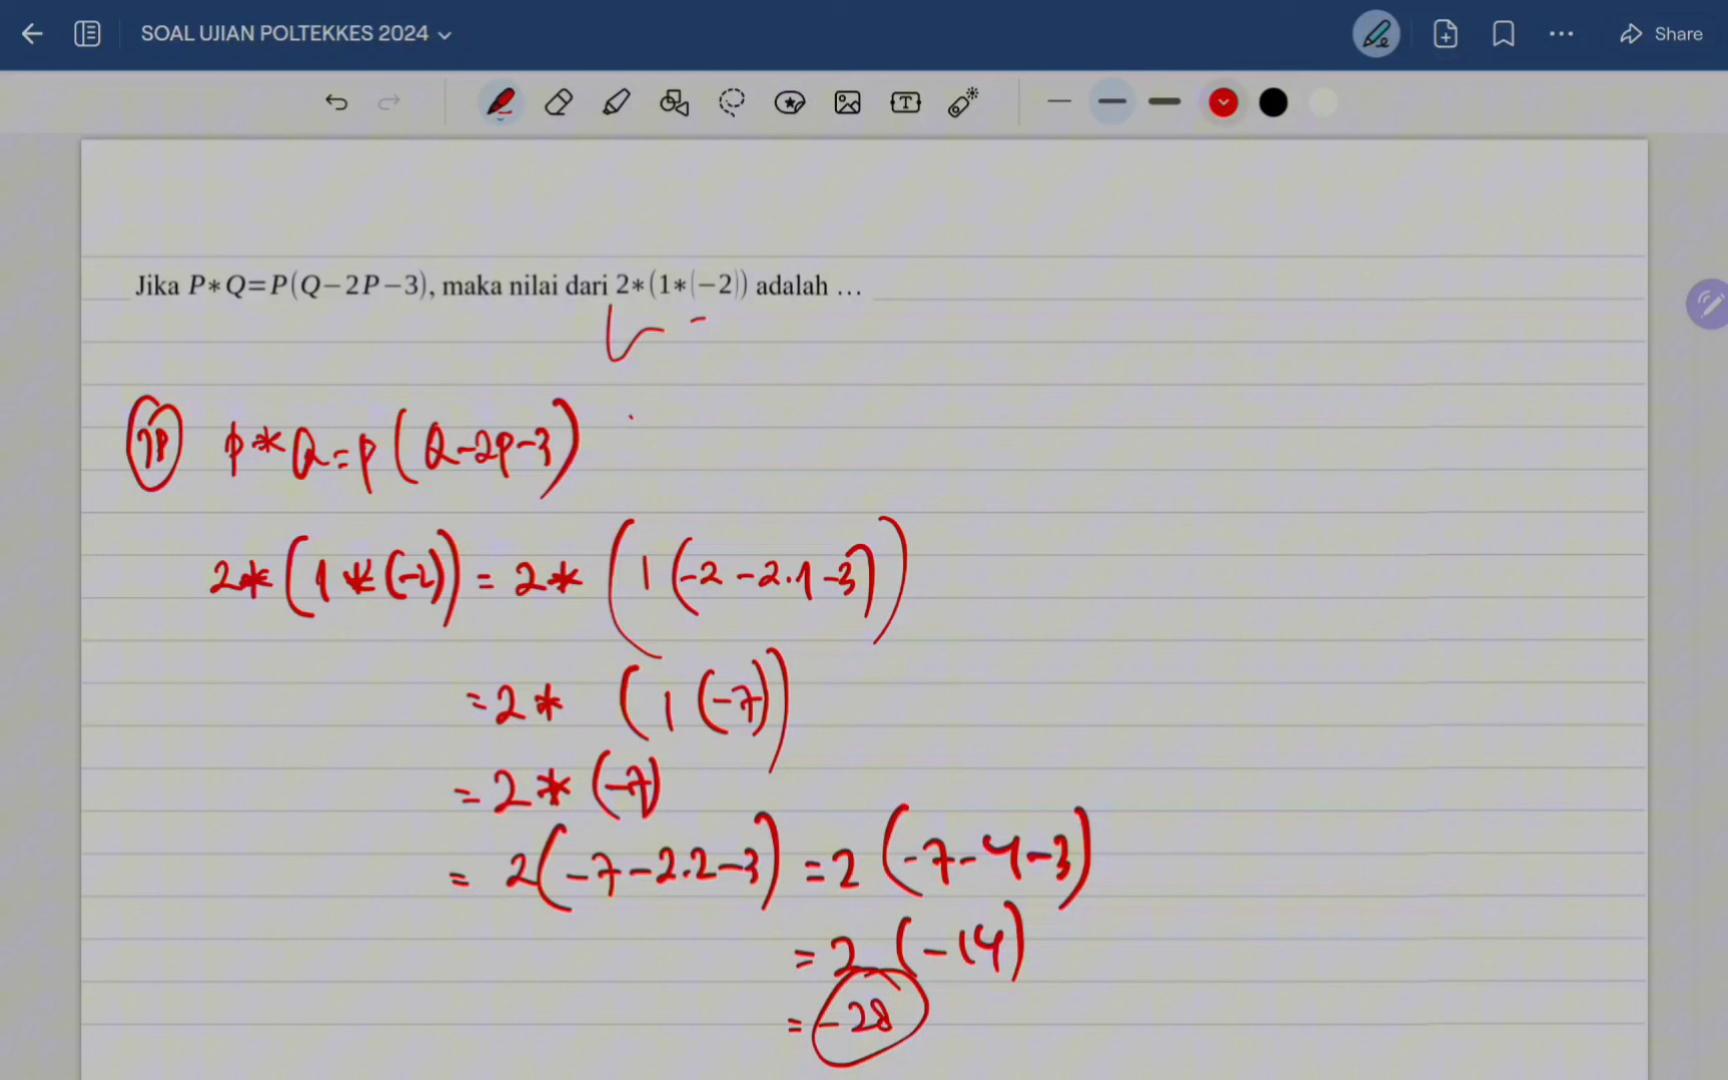 SOAL UJIAN POLTEKKES 2024
Share
Jika P*Q=P(Q−2P−3), maka nilai dari 2*(1*(−2)) adalah ...
P*Q=P(Q-2P-3)
2*(1*(-2)) = 2*(1(-2-2.1-3))
=2*(1(-7))
=2*(-7)
= 2(-7-2.2-3) =2(-7-4-3)
=2(-14)
= -28